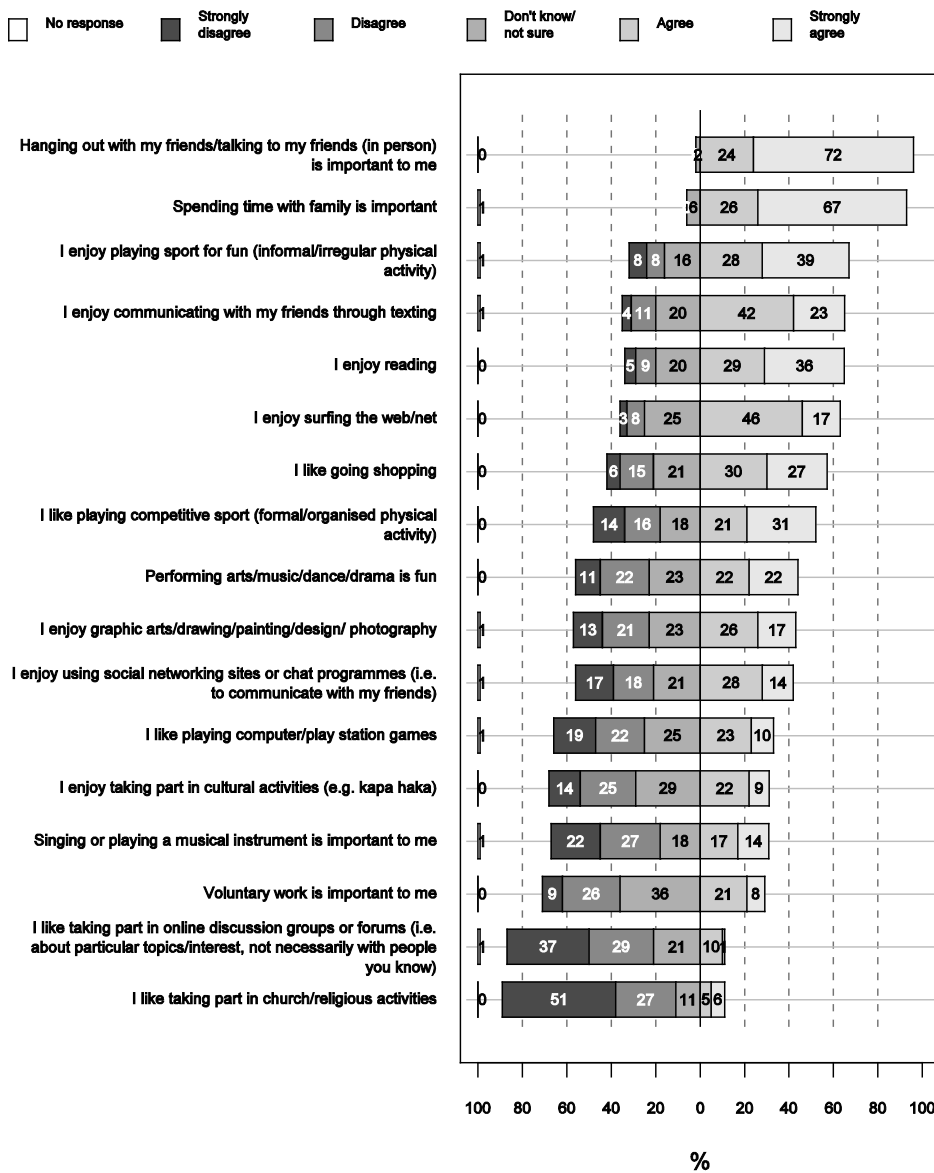 No response
Strongly
disagree
Disagree
Don't know/
not sure
Agree
Strongly
agree
Hanging out with my friends/talking to my friends (in person)
is important to me
0 2 24 72
Spending time with family is important
1 6 26 67
I enjoy playing sport for fun (informal/irregular physical
activity)
1 8 8 16 28 39
I enjoy communicating with my friends through texting
1 4 11 20 42 23
I enjoy reading
0 5 9 20 29 36
I enjoy surfing the web/net
0 3 8 25 46 17
I like going shopping
0 6 15 21 30 27
I like playing competitive sport (formal/organised physical
activity)
0 14 16 18 21 31
Performing arts/music/dance/drama is fun
0 11 22 23 22 22
I enjoy graphic arts/drawing/painting/design/ photography
1 13 21 23 26 17
I enjoy using social networking sites or chat programmes (i.e.
to communicate with my friends)
1 17 18 21 28 14
I like playing computer/play station games
1 19 22 25 23 10
I enjoy taking part in cultural activities (e.g. kapa haka)
0 14 25 29 22 9
Singing or playing a musical instrument is important to me
1 22 27 18 17 14
Voluntary work is important to me
0 9 26 36 21 8
I like taking part in online discussion groups or forums (i.e.
about particular topics/interest, not necessarily with people
you know)
1 37 29 21 10 1
I like taking part in church/religious activities
0 51 27 11 5 6
100 80 60 40 20 0 20 40 60 80 100
%